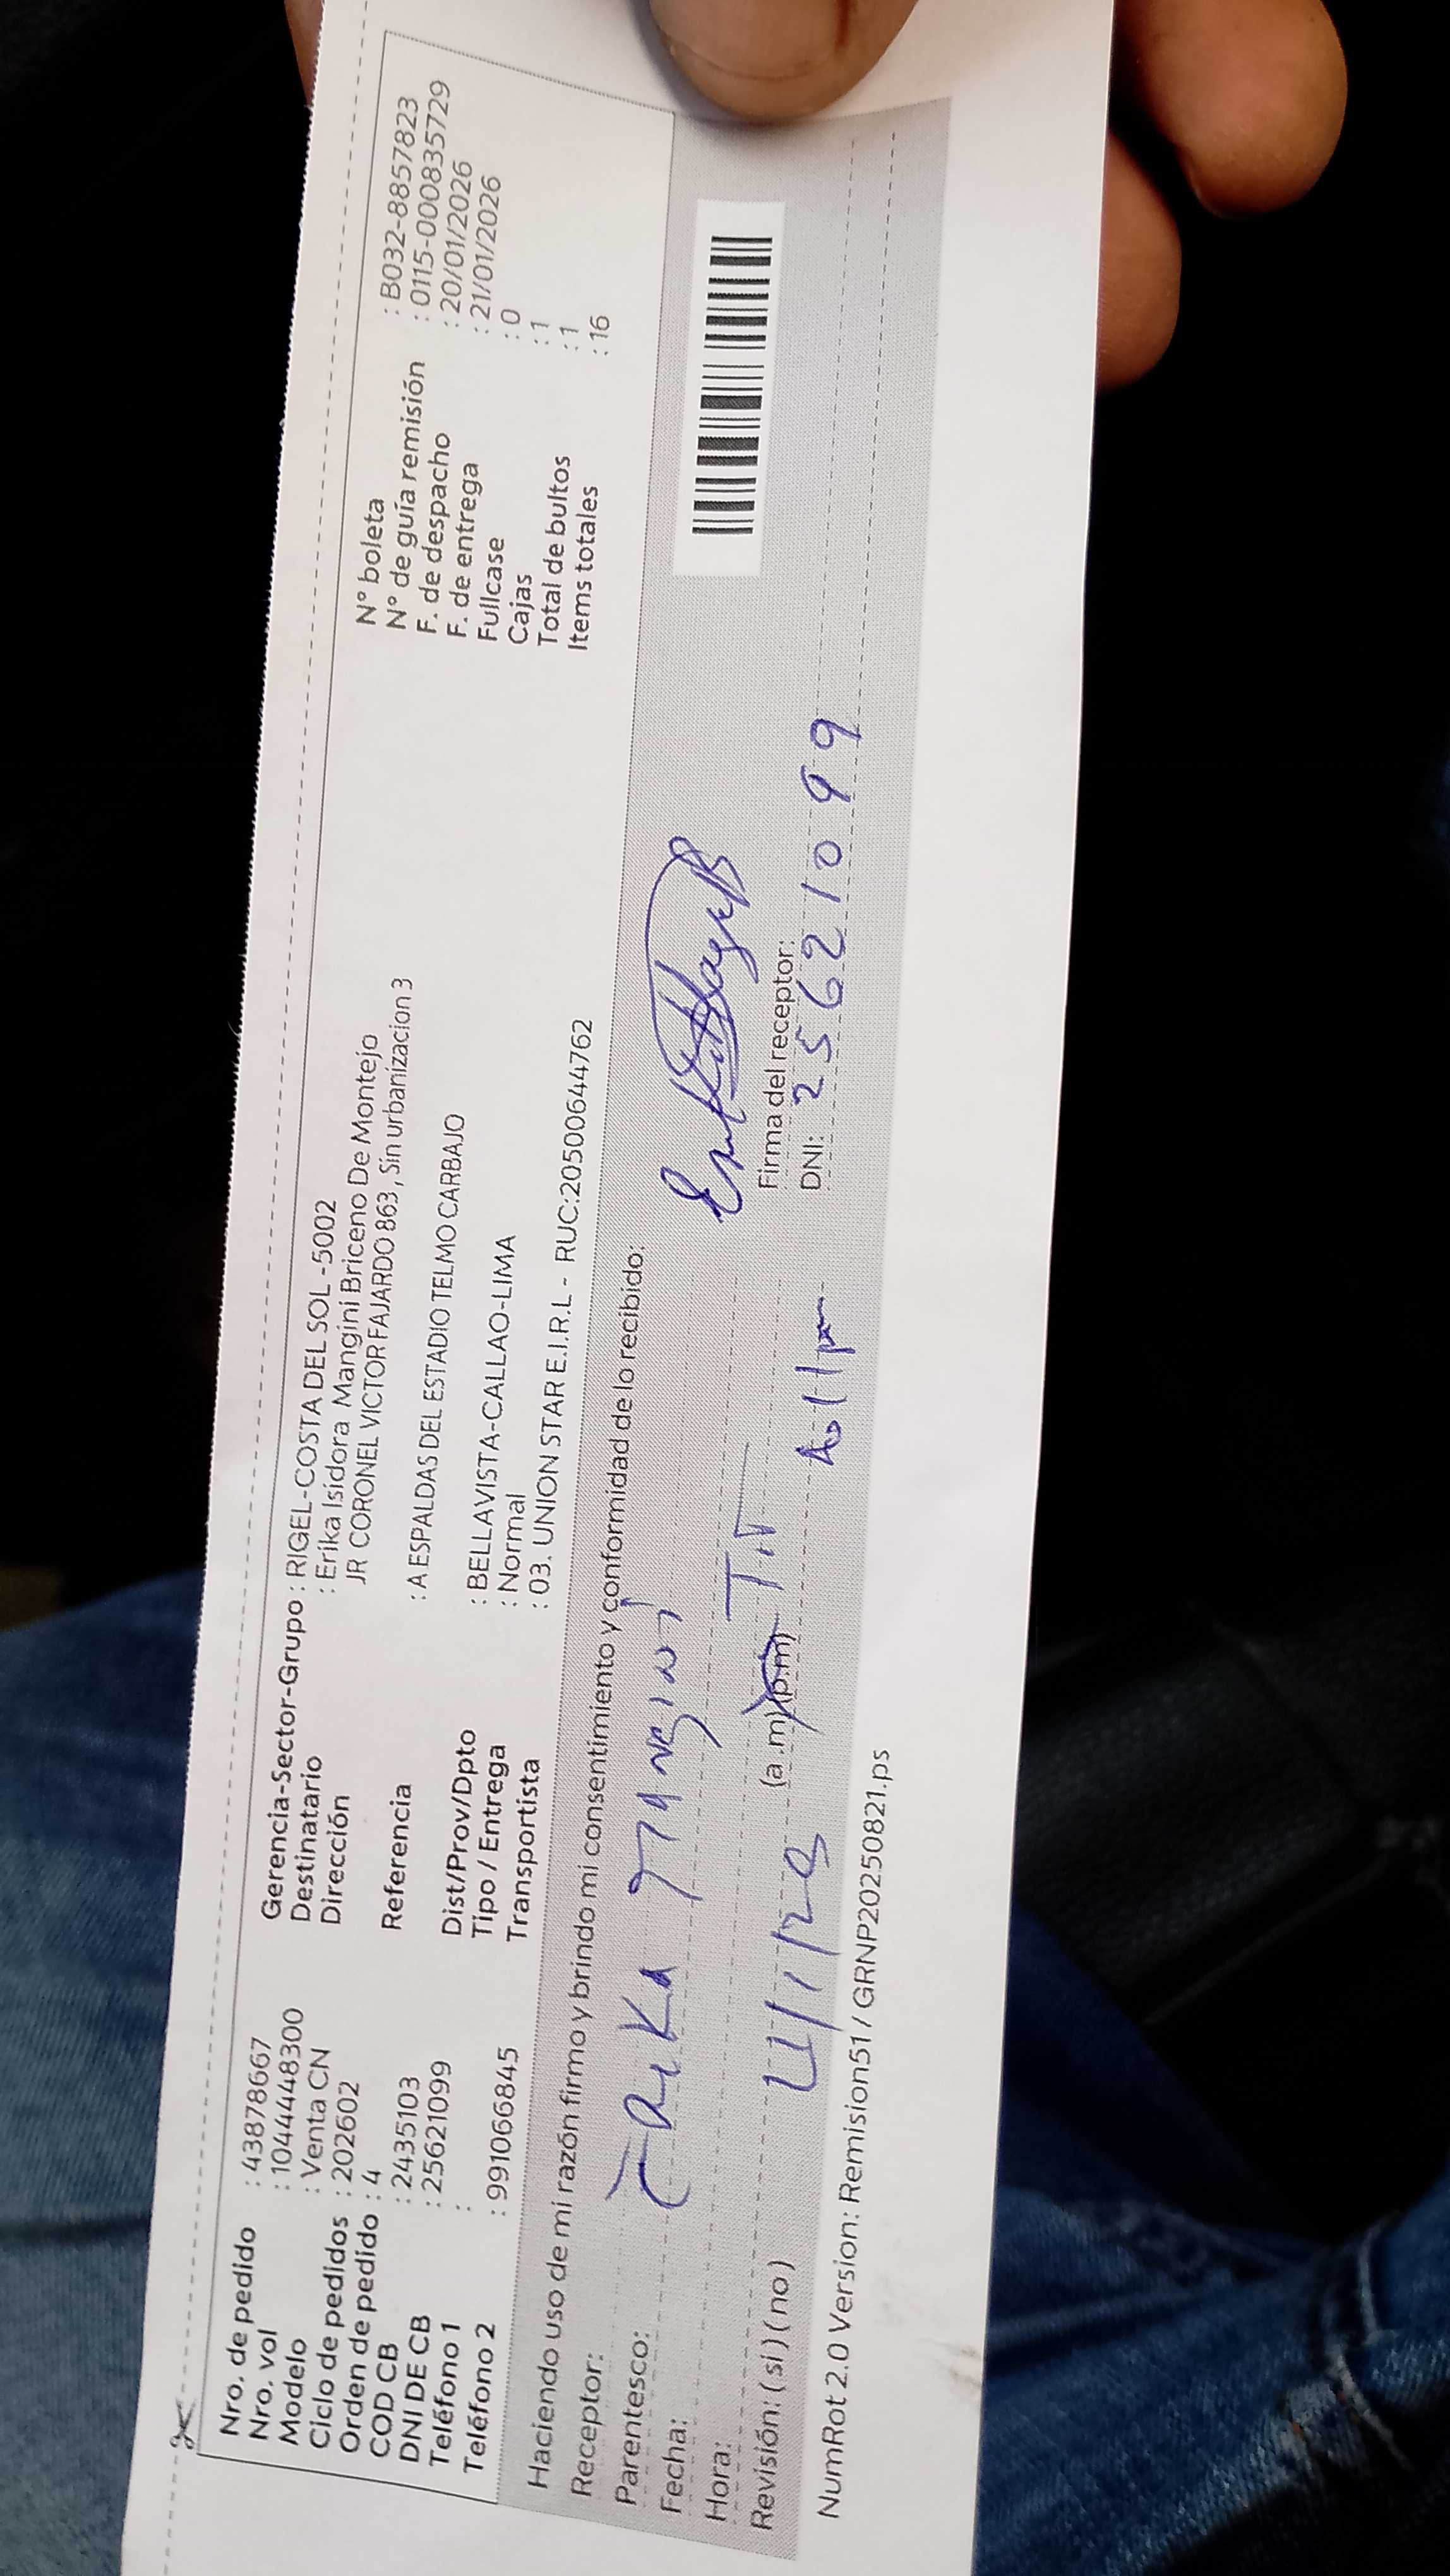 Nro. de pedido : 43878667
Nro. vol : 10444448300
Modelo : Venta CN
Ciclo de pedidos : 202602
Orden de pedido : 4
COD CB : 2435103
DNI DE CB : 25621099
Teléfono 1 :
Teléfono 2 : 991066845
Gerencia-Sector-Grupo : RIGEL-COSTA DEL SOL -5002
Destinatario : Erika Isidora Mangini Briceno De Montejo
Dirección JR CORONEL VICTOR FAJARDO 863 , Sin urbanizacion 3
Referencia : A ESPALDAS DEL ESTADIO TELMO CARBAJO
Dist/Prov/Dpto : BELLAVISTA-CALLAO-LIMA
Tipo / Entrega : Normal
Transportista : 03. UNION STAR E.I.R.L - RUC:20500644762
N° boleta : B032-8857823
N° de guía remisión : 0115-000835729
F. de despacho : 20/01/2026
F. de entrega : 21/01/2026
Fullcase : 0
Cajas : 1
Total de bultos : 1
Items totales : 16
Haciendo uso de mi razón firmo y brindo mi consentimiento y conformidad de lo recibido:
Receptor: Erika Mangini
Parentesco: TIT
Fecha:
Hora: (a.m) (p.m)
Revisión: (si) (no)
Firma del receptor:
DNI: 25621099
NumRot 2.0 Version: Remision51 / GRNP20250821.ps